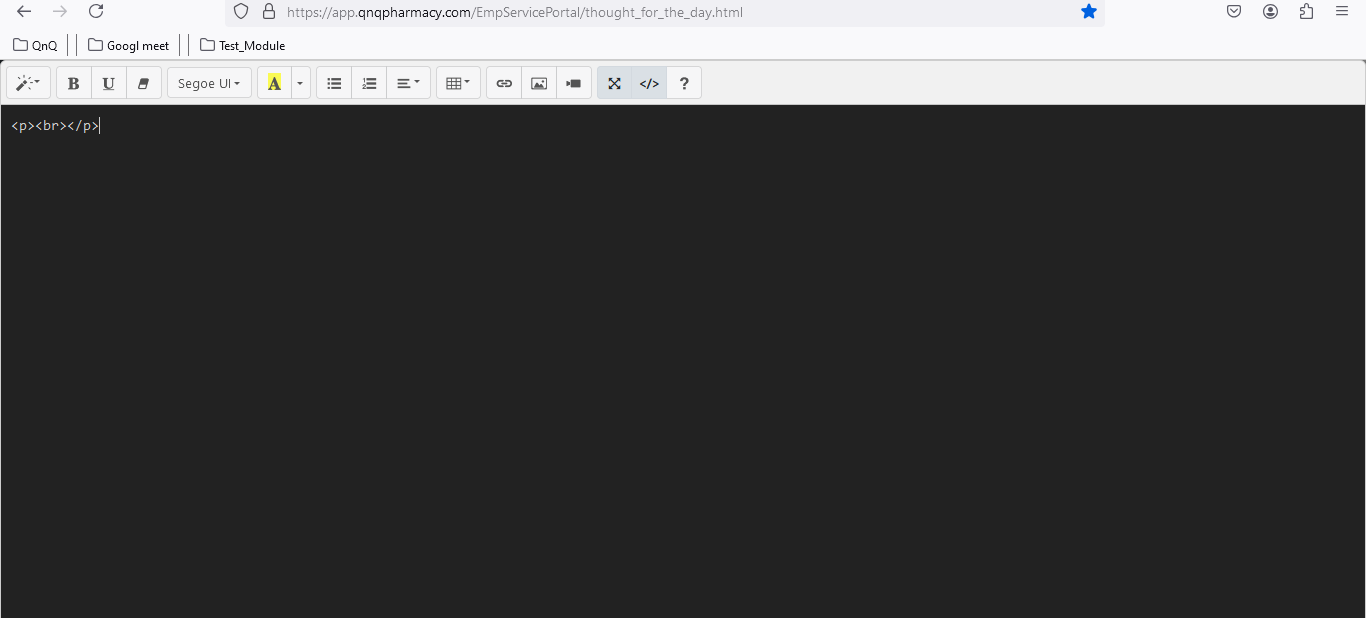 https://app.qnqpharmacy.com/EmpServicePortal/thought_for_the_day.html
QnQ Googl meet Test_Module
B U Segoe UI A </> ?
<p><br></p>